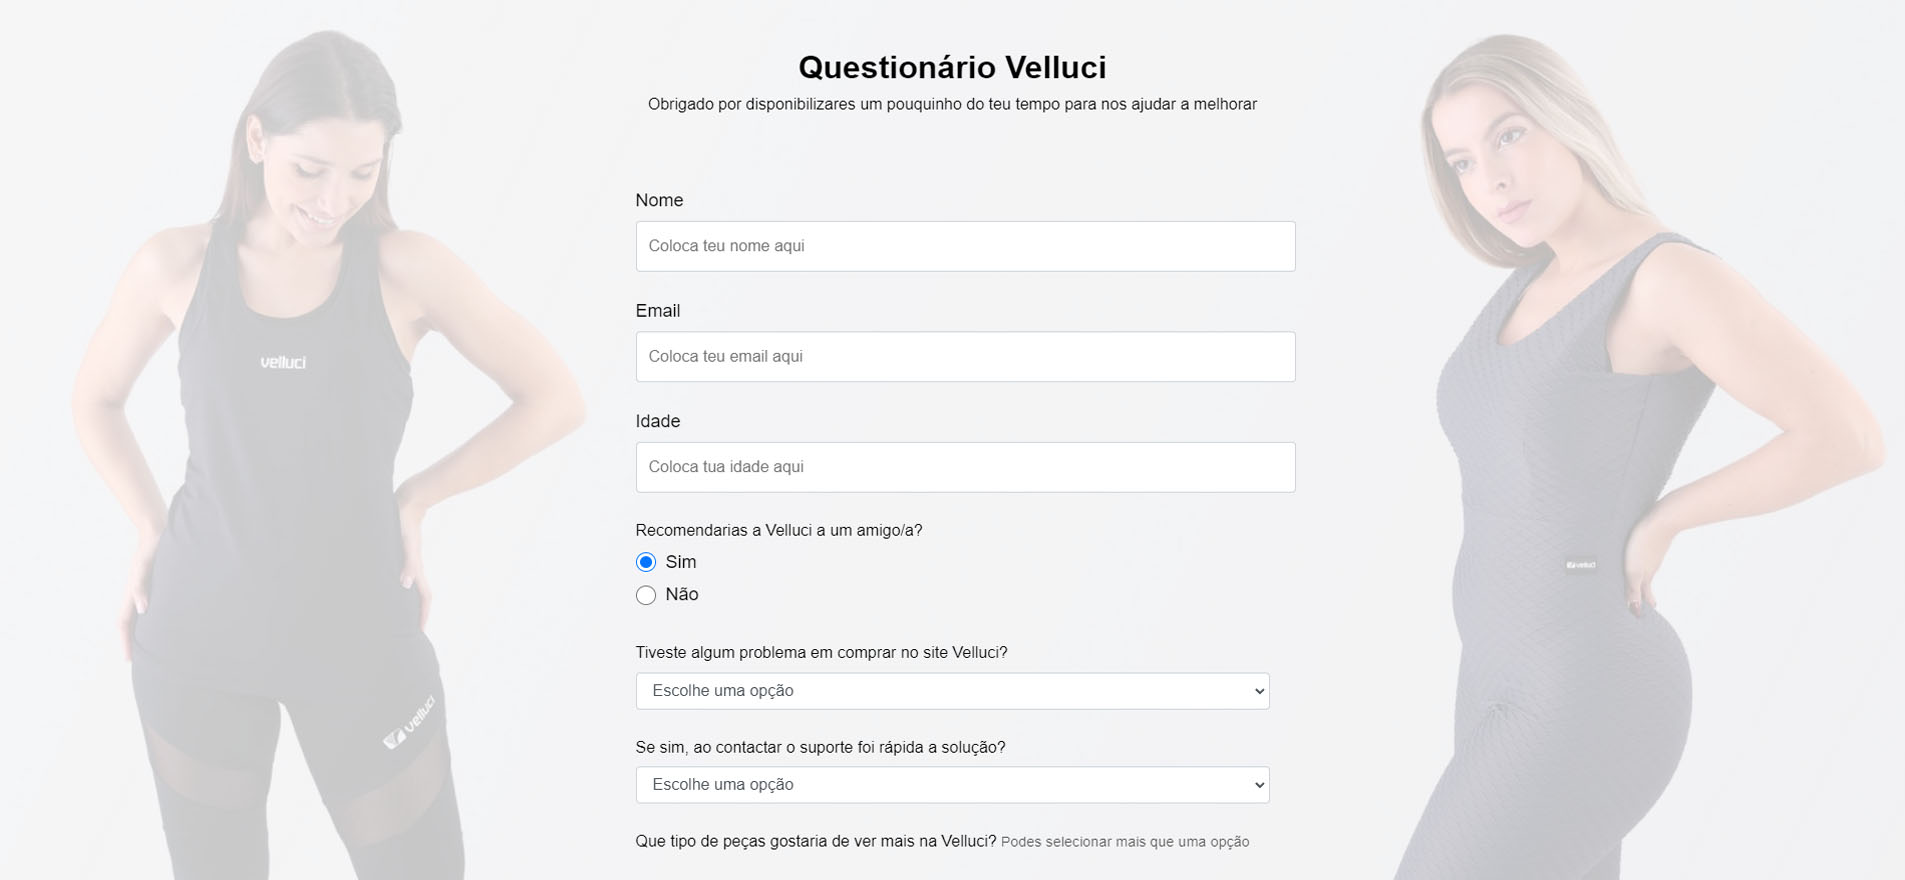 Questionário Velluci
Obrigado por disponibilizares um pouquinho do teu tempo para nos ajudar a melhorar
Nome
Coloca teu nome aqui
Email
Coloca teu email aqui
Idade
Coloca tua idade aqui
Recomendarias a Velluci a um amigo/a?
Sim
Não
Tiveste algum problema em comprar no site Velluci?
Escolhe uma opção
Se sim, ao contactar o suporte foi rápida a solução?
Escolhe uma opção
Que tipo de peças gostaria de ver mais na Velluci? Podes selecionar mais que uma opção
velluci
velluci
velluci